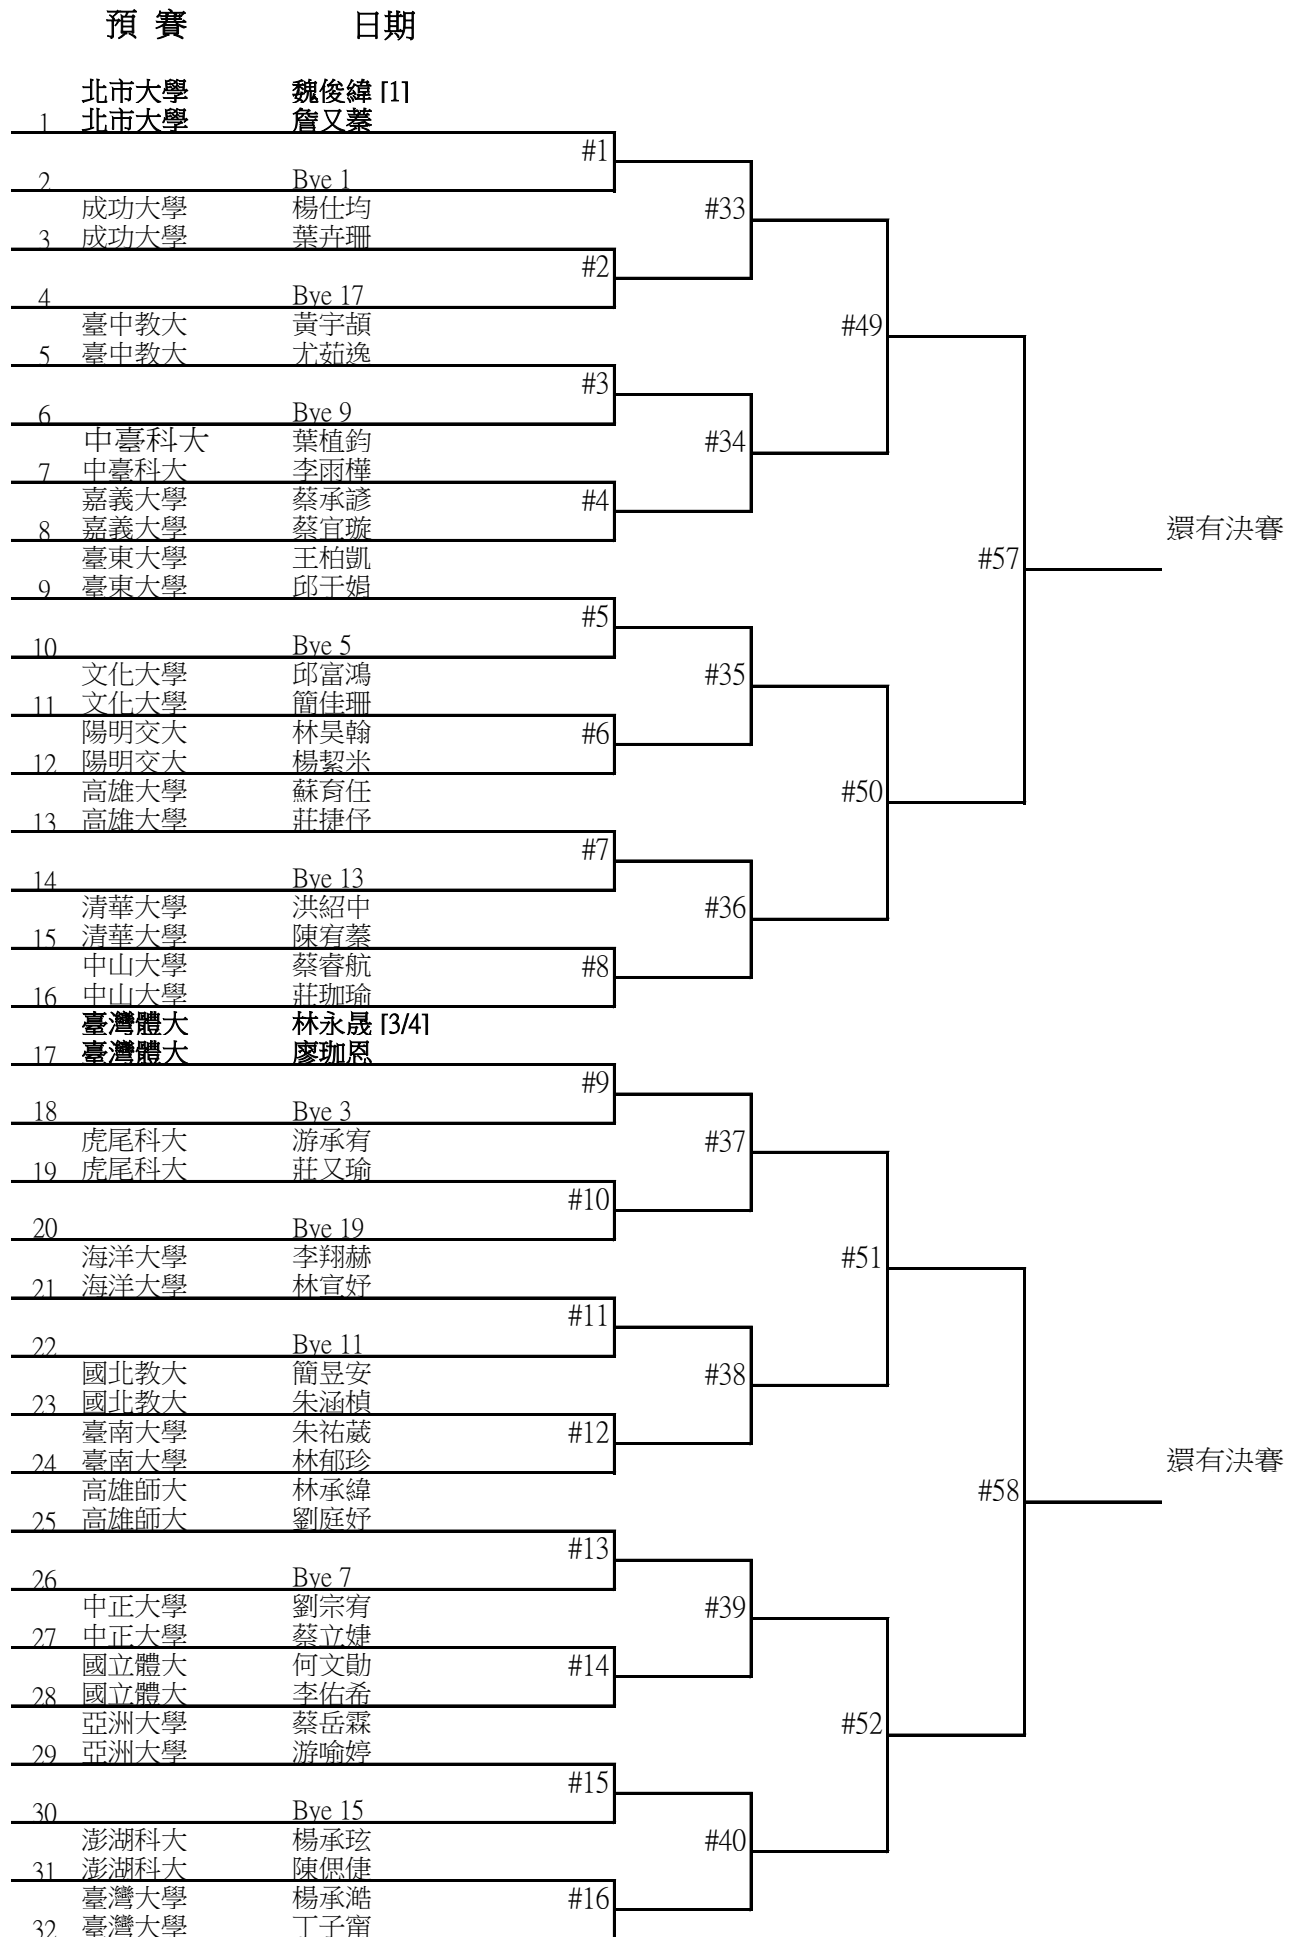 預 賽 日期
北市大學 魏俊緯 [1]
1 北市大學 詹又蓁
#1
2 Bye 1
成功大學 楊仕均 #33
3 成功大學 葉卉珊
#2
4 Bye 17
臺中教大 黃宇頡 #49
5 臺中教大 尤茹逸
#3
6 Bye 9
中臺科大 葉植鈞 #34
7 中臺科大 李雨樺
嘉義大學 蔡承諺 #4
8 嘉義大學 蔡宜璇 還有決賽
臺東大學 王柏凱 #57
9 臺東大學 邱于娟
#5
10 Bye 5
文化大學 邱富鴻 #35
11 文化大學 簡佳珊
陽明交大 林昊翰 #6
12 陽明交大 楊絜米
高雄大學 蘇育任 #50
13 高雄大學 莊捷伃
#7
14 Bye 13
清華大學 洪紹中 #36
15 清華大學 陳宥蓁
中山大學 蔡睿航 #8
16 中山大學 莊珈瑜
臺灣體大 林永晟 [3/4]
17 臺灣體大 廖珈恩
#9
18 Bye 3
虎尾科大 游承宥 #37
19 虎尾科大 莊又瑜
#10
20 Bye 19
海洋大學 李翔赫 #51
21 海洋大學 林宣妤
#11
22 Bye 11
國北教大 簡昱安 #38
23 國北教大 朱涵楨
臺南大學 朱祐葳 #12
24 臺南大學 林郁珍 還有決賽
高雄師大 林承緯 #58
25 高雄師大 劉庭妤
#13
26 Bye 7
中正大學 劉宗宥 #39
27 中正大學 蔡立婕
國立體大 何文勛 #14
28 國立體大 李佑希
亞洲大學 蔡岳霖 #52
29 亞洲大學 游喻婷
#15
30 Bye 15
澎湖科大 楊承玹 #40
31 澎湖科大 陳偲倢
臺灣大學 楊承澔 #16
32 臺灣大學 丁子甯